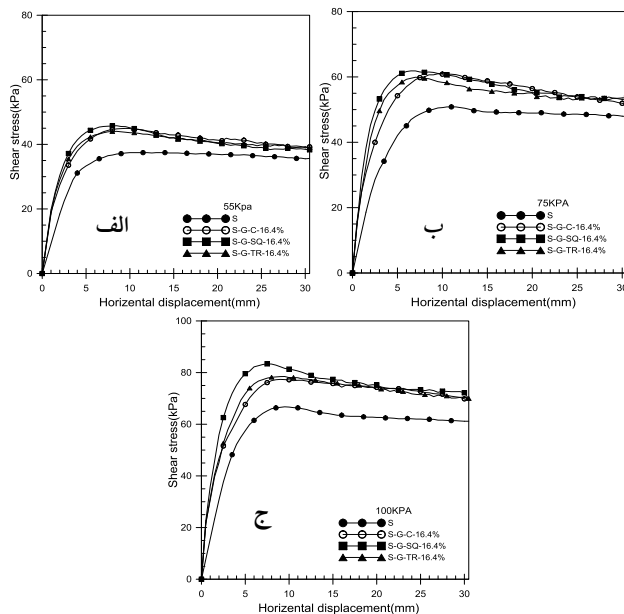 80
60
40
20
0
Shear stress(kPa)
0 5 10 15 20 25 30
Horizental displacement(mm)
55Kpa
S
S-G-C-16.4%
S-G-SQ-16.4%
S-G-TR-16.4%
الف
80
60
40
20
0
Shear stress(kPa)
0 5 10 15 20 25 30
Horizental displacement(mm)
75KPA
S
S-G-C-16.4%
S-G-SQ-16.4%
S-G-TR-16.4%
ب
100
80
60
40
20
0
Shear stress(kPa)
0 5 10 15 20 25 30
Horizental displacement(mm)
100KPA
S
S-G-C-16.4%
S-G-SQ-16.4%
S-G-TR-16.4%
ج